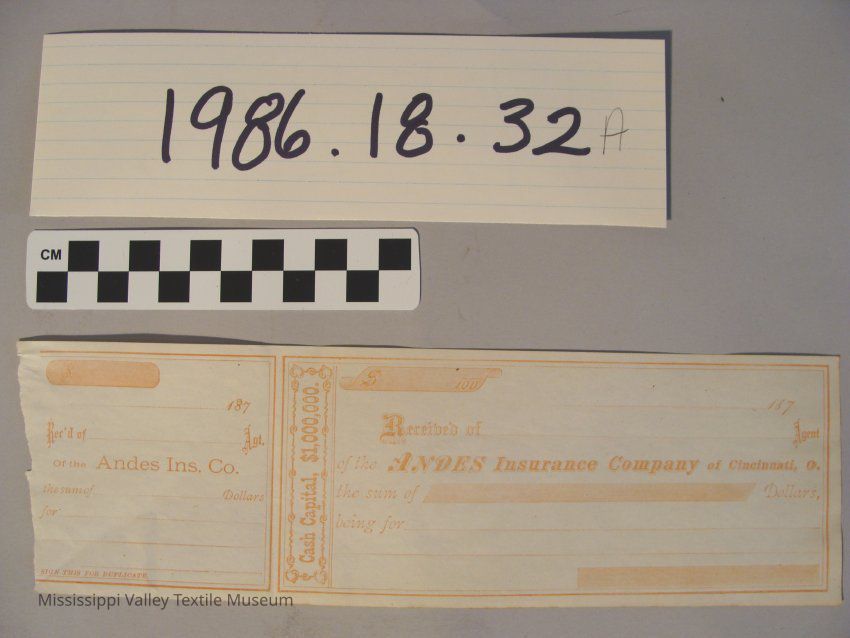 1986.18.32 A
CM
$
187
Rec'd of Agt.
Of the Andes Ins. Co.
the sum of Dollars
for
SIGN THIS FOR DUPLICATE
Cash Capital, $1,000,000.
$ 100
187
Received of Agent
of the ANDES Insurance Company of Cincinnati, O.
the sum of Dollars,
being for
Mississippi Valley Textile Museum